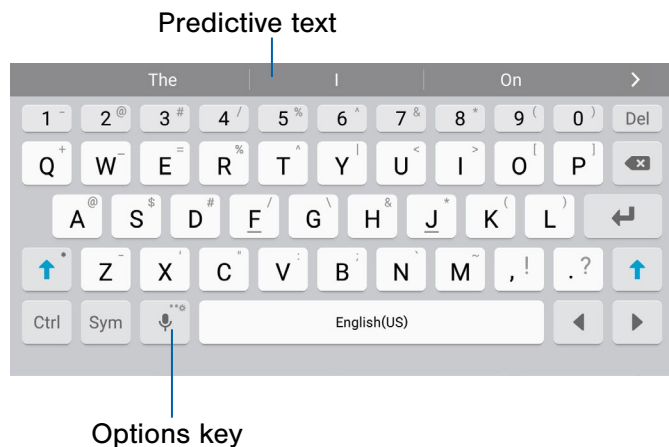 Predictive text
The I On >
1 - 2 @ 3 # 4 / 5 % 6 ^ 7 & 8 * 9 ( 0 ) Del
Q + W _ E = R % T ^ Y | U < I > O [ P ]
A @ S $ D # F / G \ H & J * K ( L )
Z - X ' C " V : B ; N ` M ~ , ! . ?
Ctrl Sym English(US)
Options key